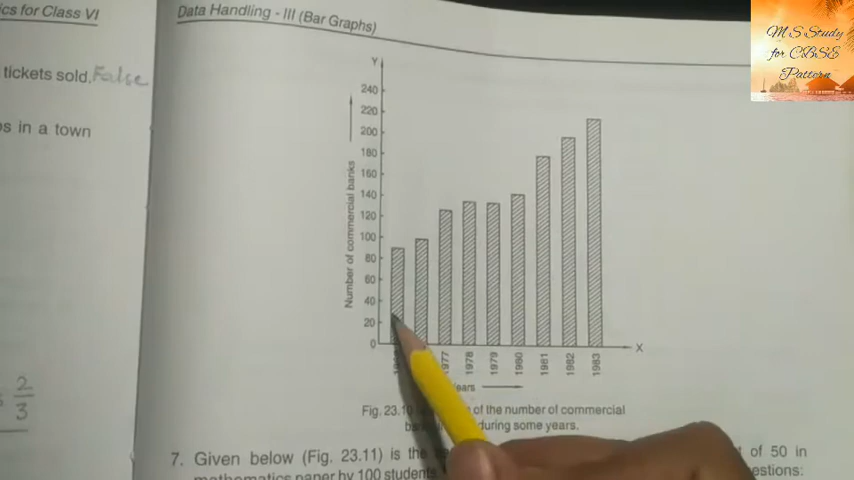 cs for Class VI
tickets sold. False
s in a town
2
3
Data Handling - III (Bar Graphs)
Y
240
220
200
180
160
140
120
100
80
60
40
20
0
Number of commercial banks
1977
1978
1979
1980
1981
1982
1983
X
ears
Fig. 23.1 of the number of commercial
during some years.
7. Given below (Fig. 23.11) is the of 50 in
mathematics paper by 100 students. estions:
M S Study
for CBSE
Pattern